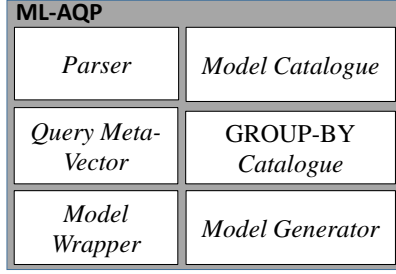 ML-AQP
Parser
Model Catalogue
Query Meta-
Vector
GROUP-BY
Catalogue
Model
Wrapper
Model Generator